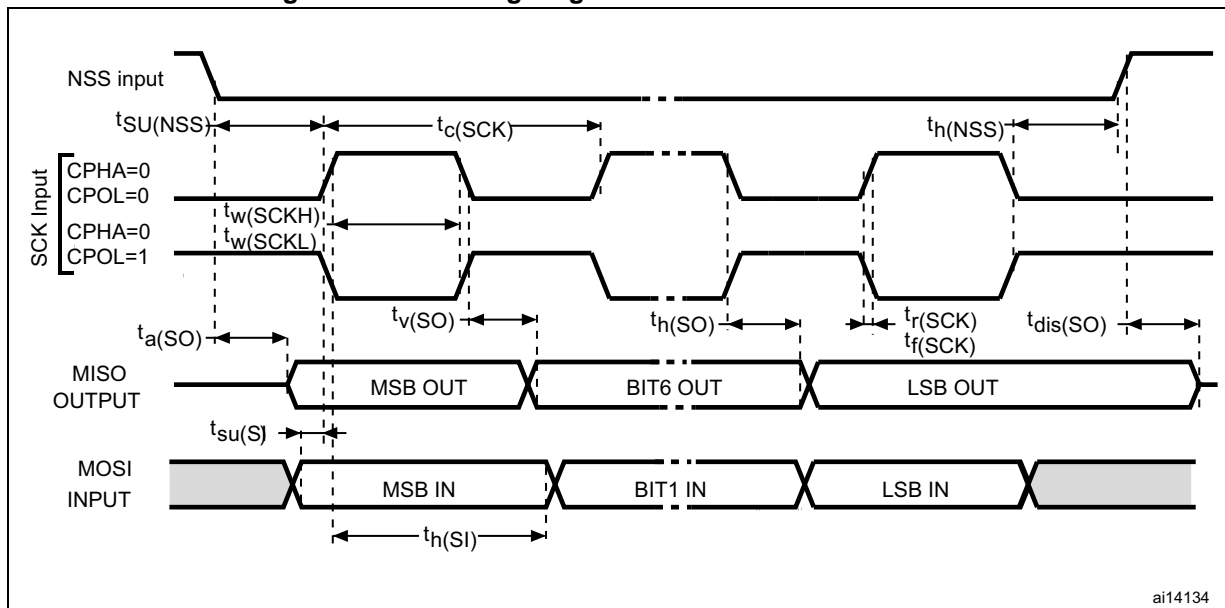 NSS input
tSU(NSS)
tc(SCK)
th(NSS)
SCK Input
CPHA=0
CPOL=0
tw(SCKH)
CPHA=0
tw(SCKL)
CPOL=1
tv(SO)
th(SO)
tr(SCK)
tf(SCK)
tdis(SO)
ta(SO)
MISO
OUTPUT
MSB OUT
BIT6 OUT
LSB OUT
tsu(SI
MOSI
INPUT
MSB IN
BIT1 IN
LSB IN
th(SI)
ai14134